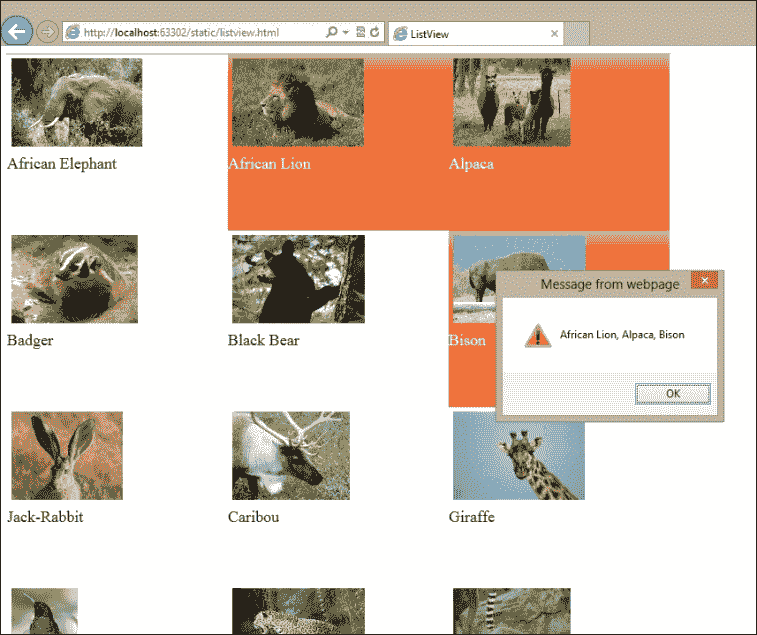 http://localhost:63302/static/listview.html
ListView
African Elephant
African Lion
Alpaca
Badger
Black Bear
Bison
Message from webpage
African Lion, Alpaca, Bison
OK
Jack-Rabbit
Caribou
Giraffe